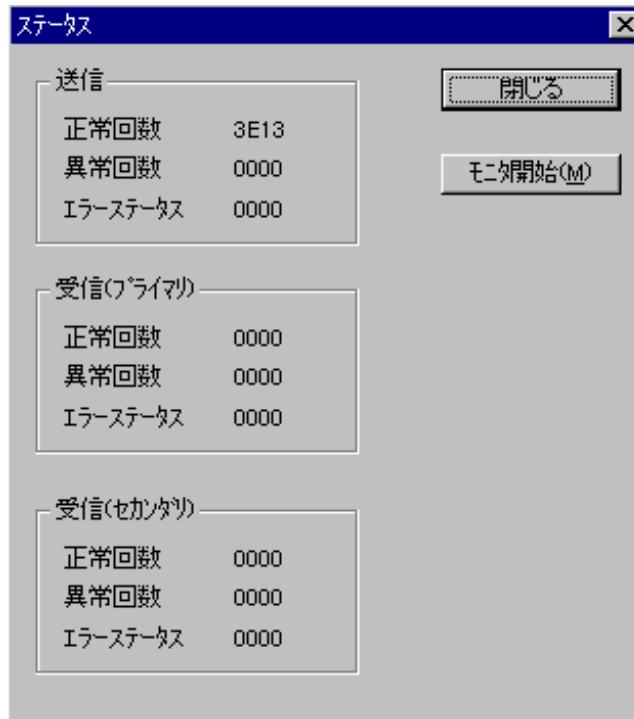 ステータス
送信
正常回数 3E13
異常回数 0000
エラーステータス 0000
閉じる
モニタ開始(M)
受信(プライマリ)
正常回数 0000
異常回数 0000
エラーステータス 0000
受信(セカンダリ)
正常回数 0000
異常回数 0000
エラーステータス 0000